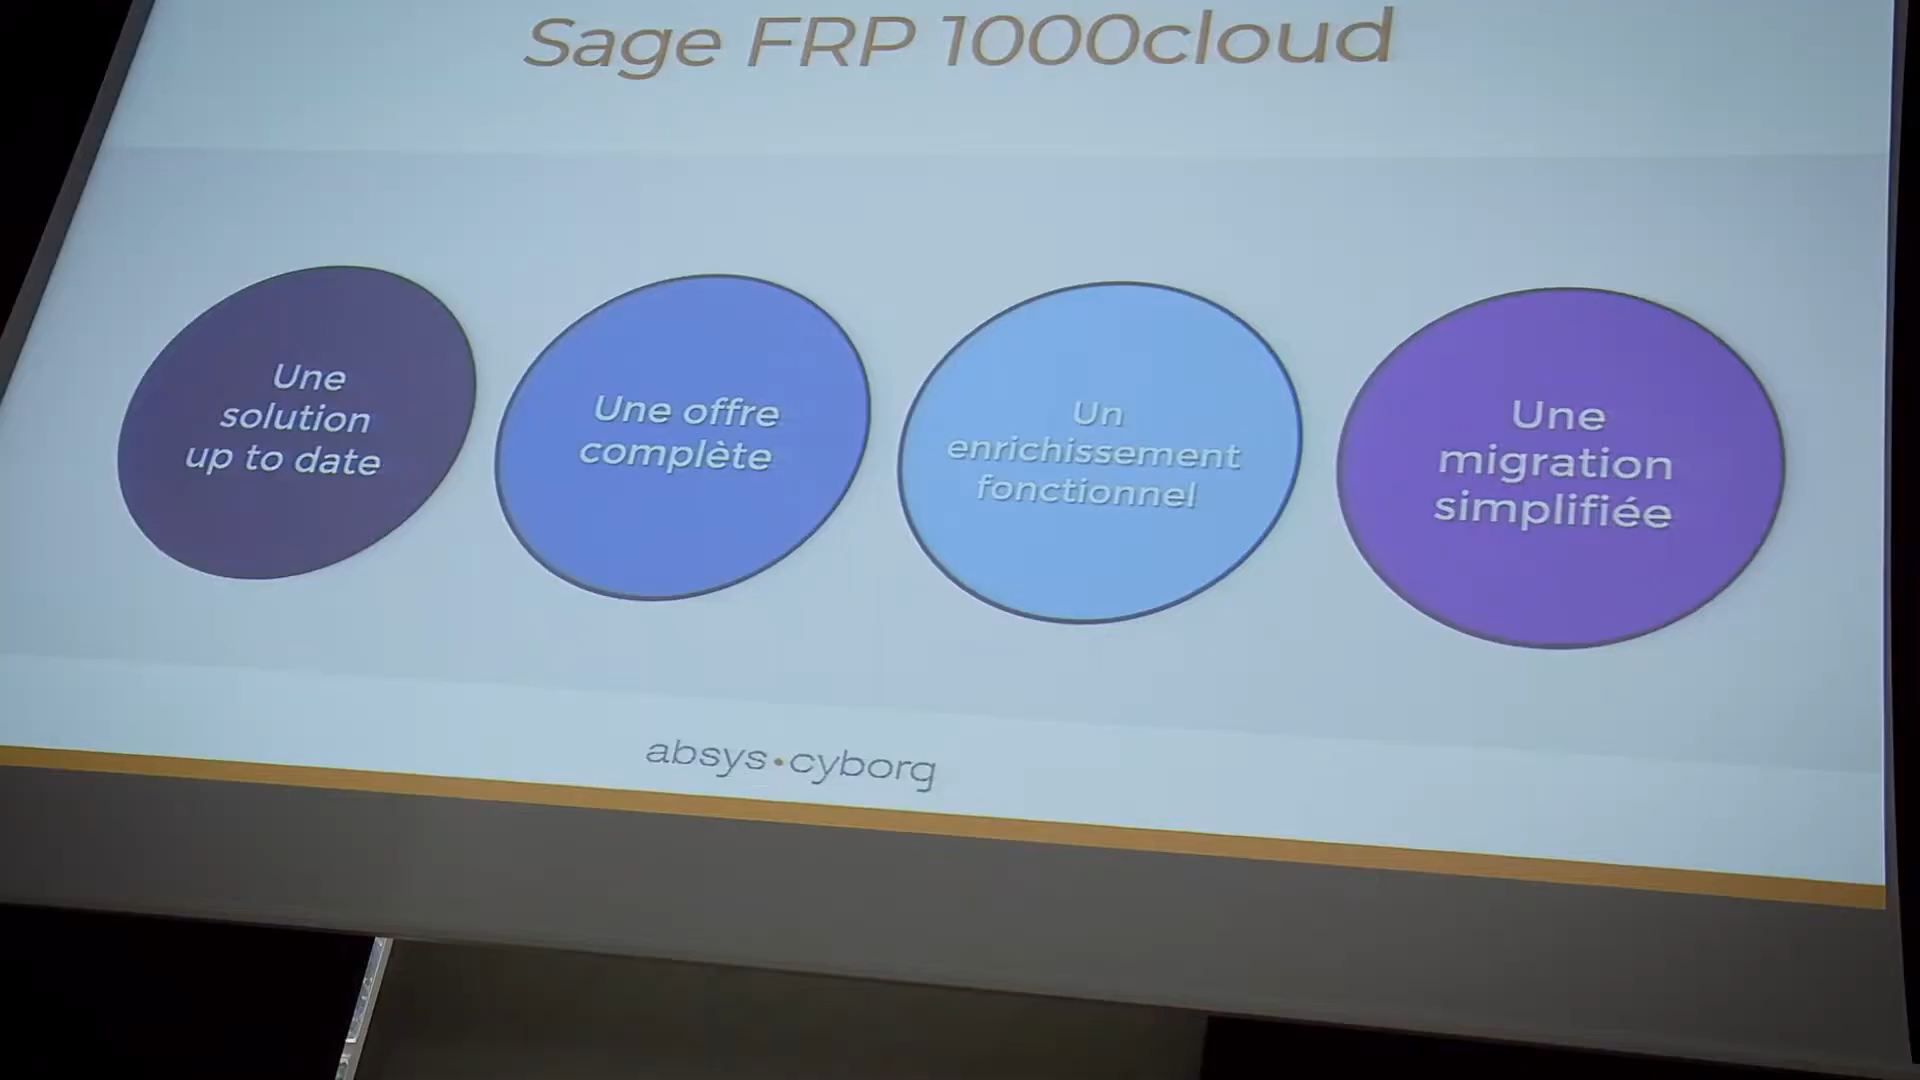 Sage FRP 1000cloud
Une
solution
up to date
Une offre
complète
Un
enrichissement
fonctionnel
Une
migration
simplifiée
absys•cyborg